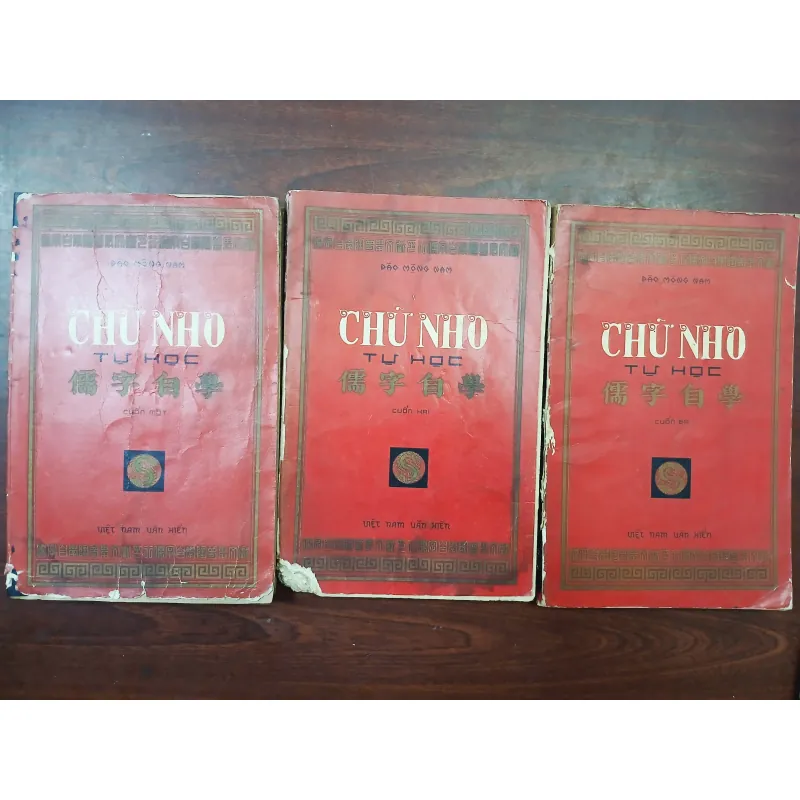 ĐÀO MỘNG NAM
CHỮ NHO
TỰ HỌC
儒字自學
CUỐN MỘT
VIỆT NAM VĂN HIẾN
ĐÀO MỘNG NAM
CHỮ NHO
TỰ HỌC
儒字自學
CUỐN HAI
VIỆT NAM VĂN HIẾN
ĐÀO MỘNG NAM
CHỮ NHO
TỰ HỌC
儒字自學
CUỐN BA
VIỆT NAM VĂN HIẾN